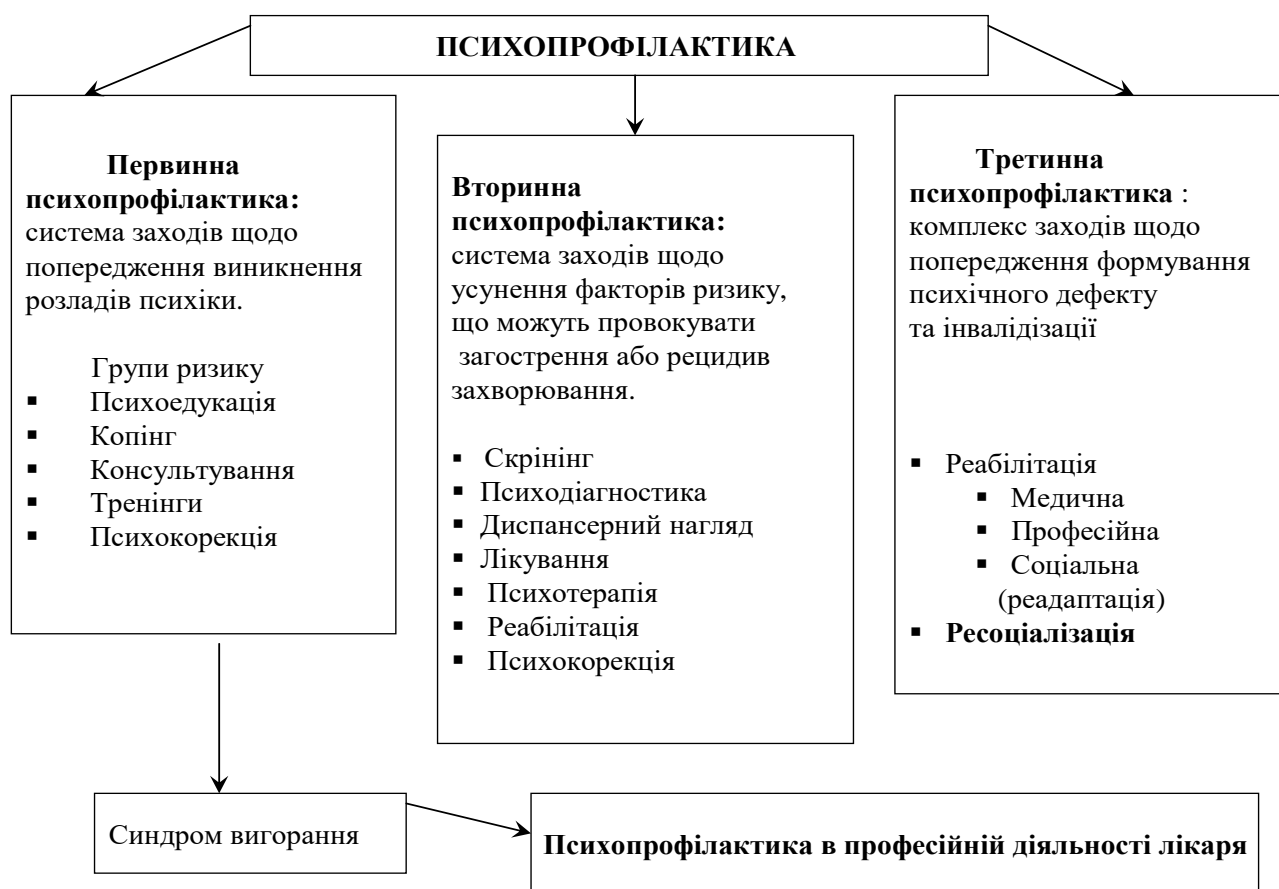 ПСИХОПРОФІЛАКТИКА
Первинна
психопрофілактика:
система заходів щодо
попередження виникнення
розладів психіки.
Групи ризику
▪ Психоедукація
▪ Копінг
▪ Консультування
▪ Тренінги
▪ Психокорекція
Вторинна
психопрофілактика:
система заходів щодо
усунення факторів ризику,
що можуть провокувати
загострення або рецидив
захворювання.
▪ Скрінінг
▪ Психодіагностика
▪ Диспансерний нагляд
▪ Лікування
▪ Психотерапія
▪ Реабілітація
▪ Психокорекція
Третинна
психопрофілактика :
комплекс заходів щодо
попередження формування
психічного дефекту
та інвалідізації
▪ Реабілітація
▪ Медична
▪ Професійна
▪ Соціальна
(реадаптація)
▪ Ресоціалізація
Синдром вигорання
Психопрофілактика в професійній діяльності лікаря